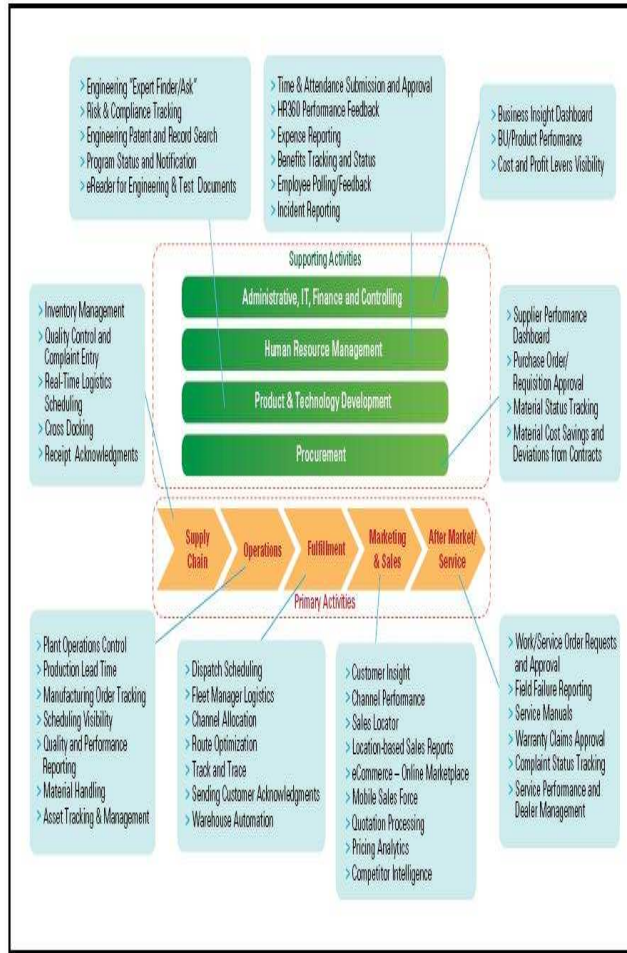 > Engineering "Expert Finder/Ask"
> Risk & Compliance Tracking
> Engineering Patent and Record Search
> Program Status and Notification
> eReader for Engineering & Test Documents
> Time & Attendance Submission and Approval
> HR360 Performance Feedback
> Expense Reporting
> Benefits Tracking and Status
> Employee Polling/Feedback
> Incident Reporting
> Business Insight Dashboard
> BU/Product Performance
> Cost and Profit Levers Visibility
Supporting Activities
Administrative, IT, Finance and Controlling
Human Resource Management
Product & Technology Development
Procurement
> Inventory Management
> Quality Control and
Complaint Entry
> Real-Time Logistics
Scheduling
> Cross Docking
> Receipt Acknowledgments
> Supplier Performance
Dashboard
> Purchase Order/
Requisition Approval
> Material Status Tracking
> Material Cost Savings and
Deviations from Contracts
Supply
Chain
Operations
Fulfillment
Marketing
& Sales
After Market/
Service
Primary Activities
> Plant Operations Control
> Production Lead Time
> Manufacturing Order Tracking
> Scheduling Visibility
> Quality and Performance
Reporting
> Material Handling
> Asset Tracking & Management
> Dispatch Scheduling
> Fleet Manager Logistics
> Channel Allocation
> Route Optimization
> Track and Trace
> Sending Customer Acknowledgments
> Warehouse Automation
> Customer Insight
> Channel Performance
> Sales Locator
> Location-based Sales Reports
> eCommerce – Online Marketplace
> Mobile Sales Force
> Quotation Processing
> Pricing Analytics
> Competitor Intelligence
> Work/Service Order Requests
and Approval
> Field Failure Reporting
> Service Manuals
> Warranty Claims Approval
> Complaint Status Tracking
> Service Performance and
Dealer Management